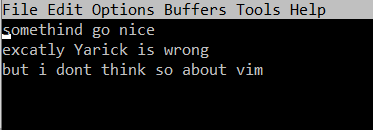 File Edit Options Buffers Tools Help
somethind go nice
excatly Yarick is wrong
but i dont think so about vim